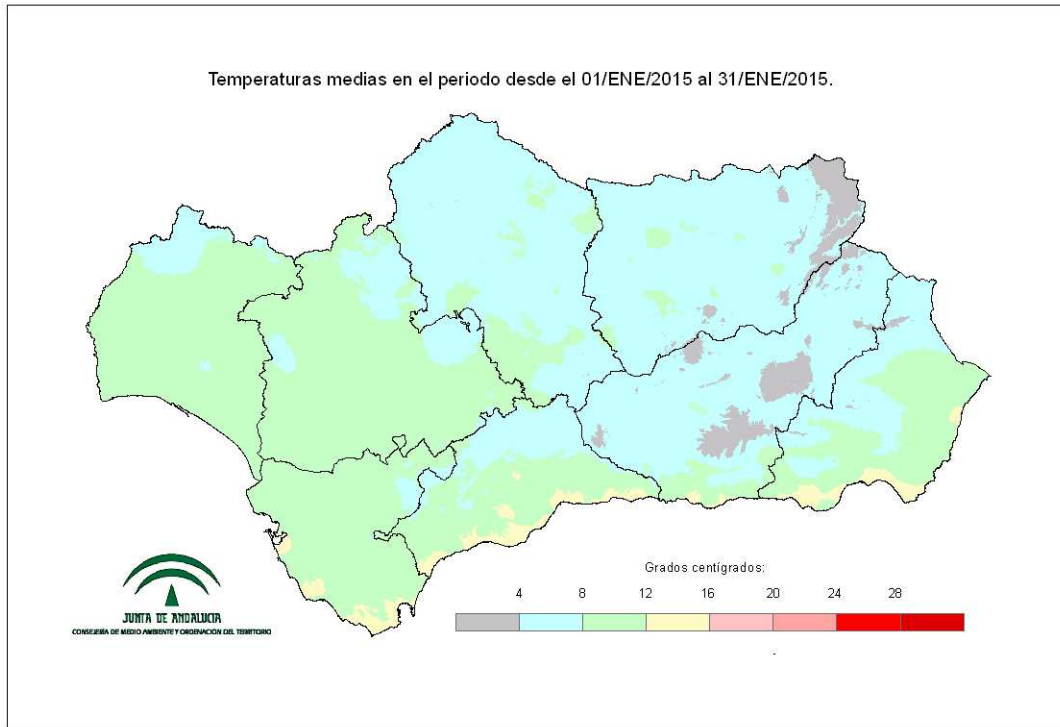 Temperaturas medias en el periodo desde el 01/ENE/2015 al 31/ENE/2015.
Grados centígrados:
4 8 12 16 20 24 28
JUNTA DE ANDALUCIA
CONSEJERÍA DE MEDIO AMBIENTE Y ORDENACIÓN DEL TERRITORIO